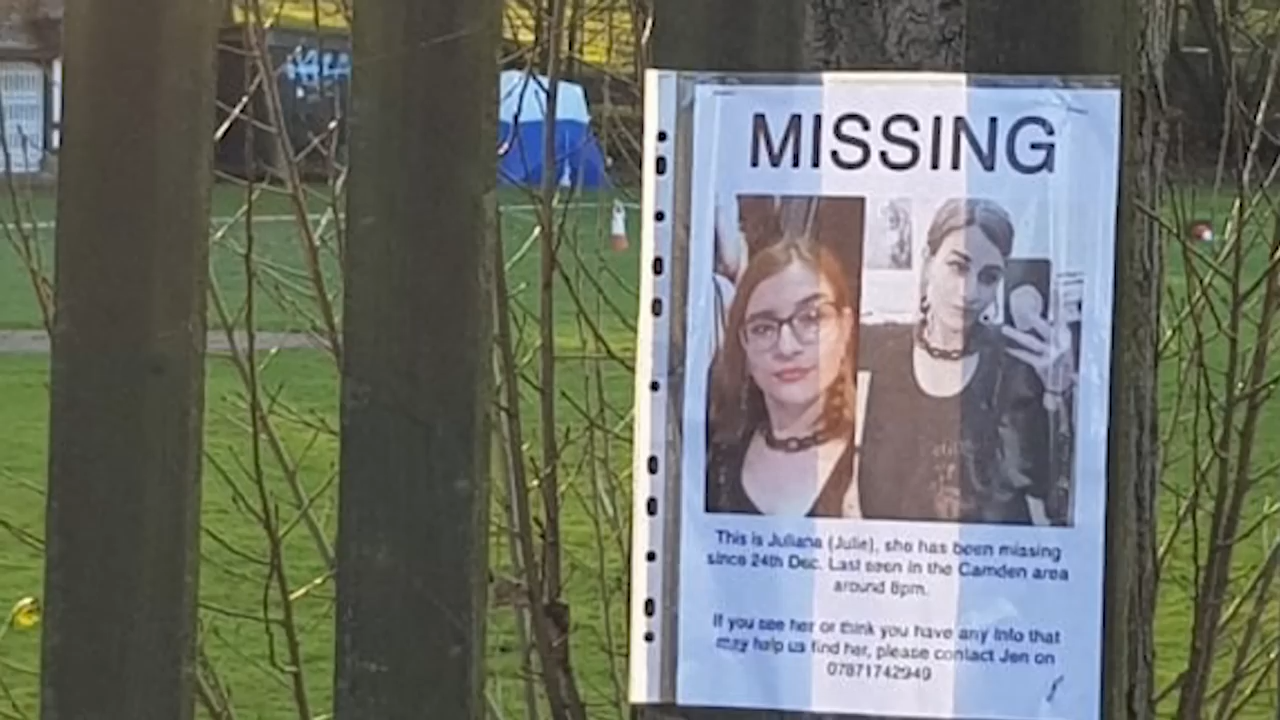 MISSING
This is Juliana (Julie), she has been missing
since 24th Dec. Last seen in the Camden area
around 8pm.
If you see her or think you have any info that
may help us find her, please contact Jen on
07871742949